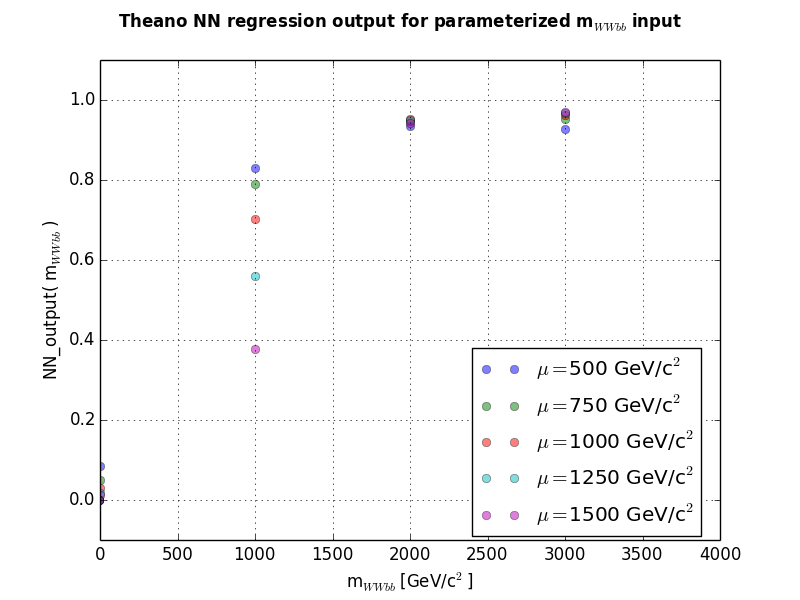 Theano NN regression output for parameterized m_WWbb input
NN_output( m_WWbb )
1.0
0.8
0.6
0.4
0.2
0.0
μ=500 GeV/c²
μ=750 GeV/c²
μ=1000 GeV/c²
μ=1250 GeV/c²
μ=1500 GeV/c²
0 500 1000 1500 2000 2500 3000 3500 4000
m_WWbb [GeV/c² ]